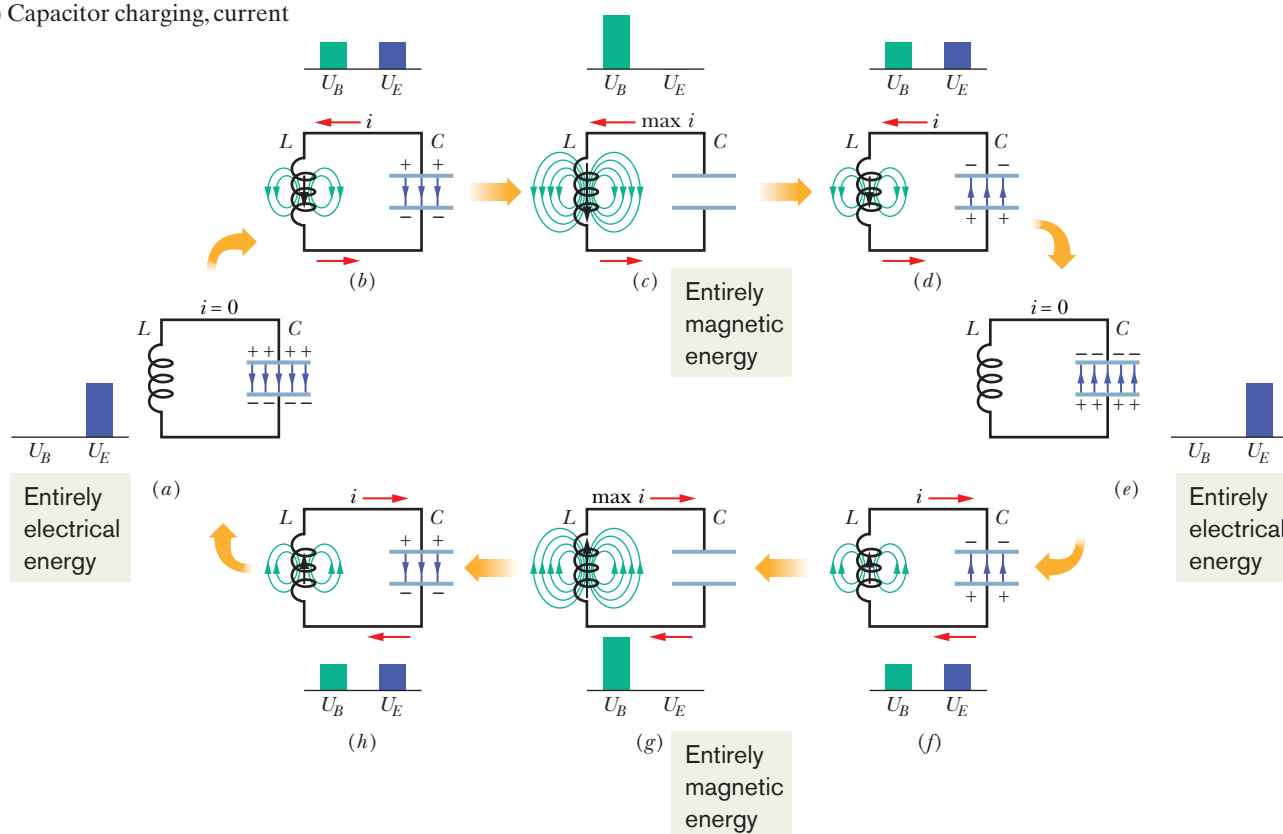 ) Capacitor charging, current
U_B U_E
L i C
+ +
– –
(b)
U_B U_E
L max i C
(c)
Entirely
magnetic
energy
U_B U_E
L i C
– –
+ +
(d)
i = 0
L C
+ + + +
– – – –
U_B U_E
(a)
Entirely
electrical
energy
i = 0
L C
– – – –
+ + + +
U_B U_E
(e)
Entirely
electrical
energy
i
L C
+ +
– –
U_B U_E
(h)
max i
L C
U_B U_E
(g)
Entirely
magnetic
energy
i
L C
– –
+ +
U_B U_E
(f)